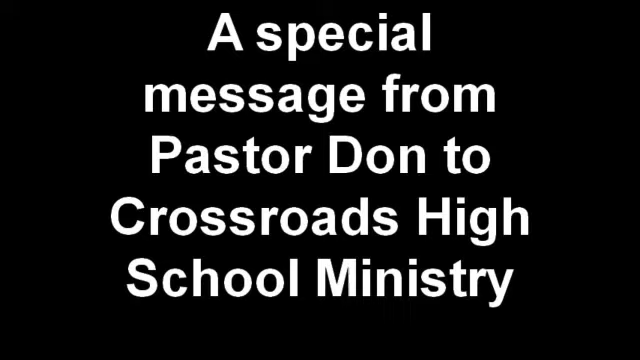 A special
message from
Pastor Don to
Crossroads High
School Ministry